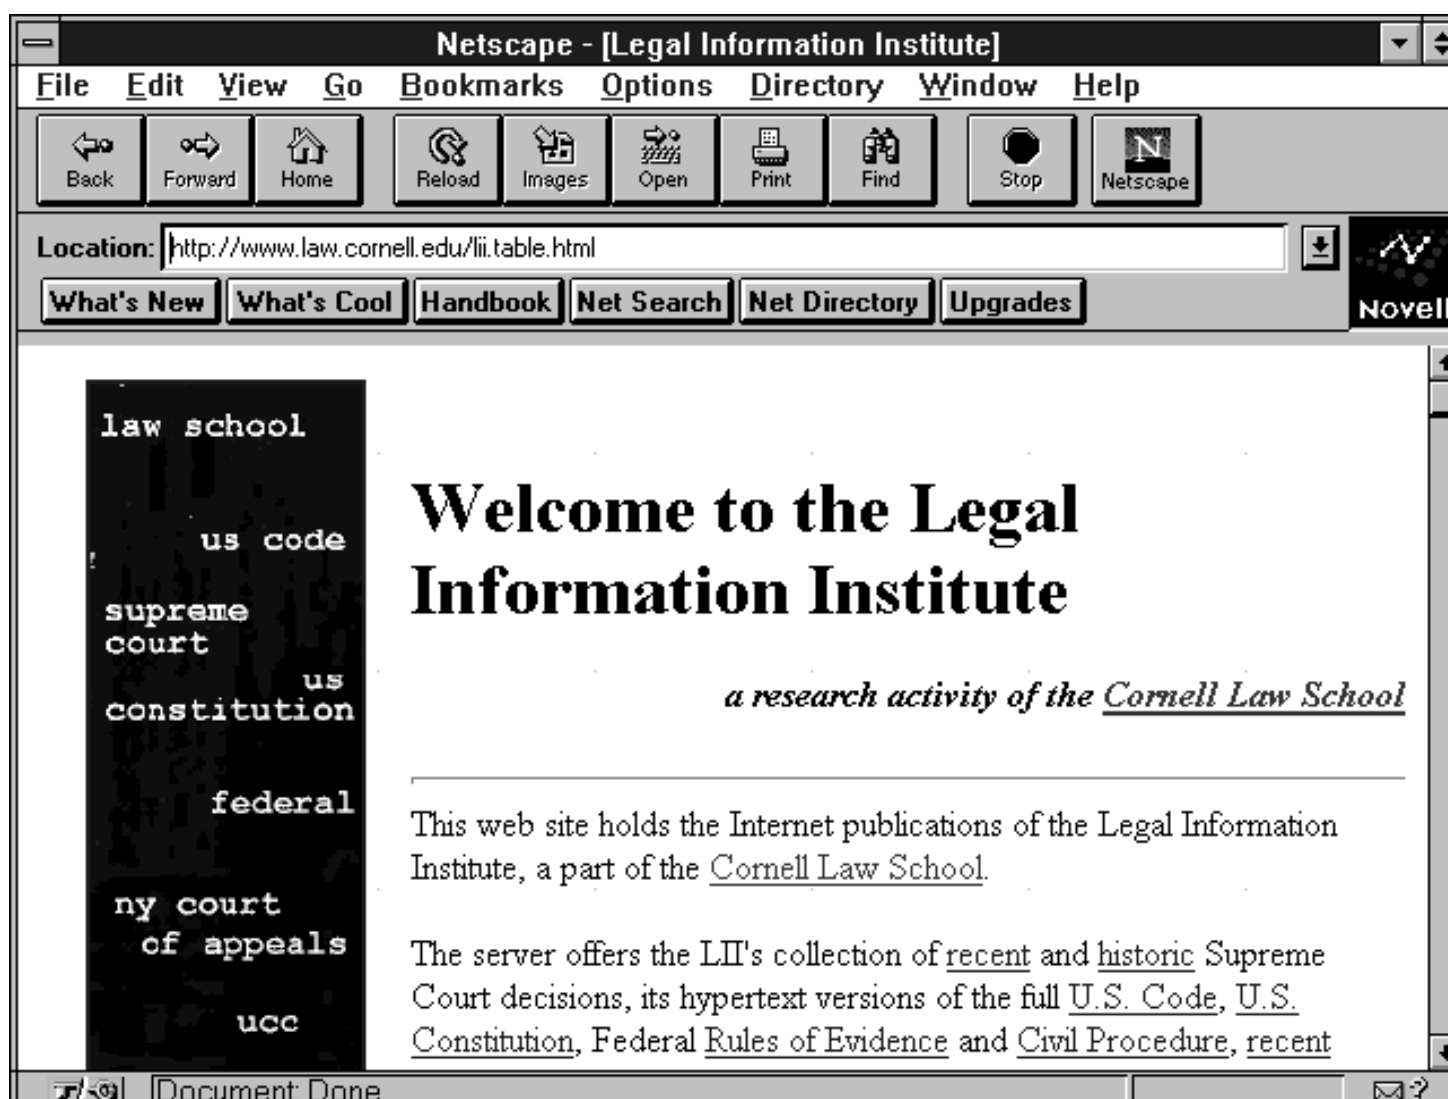 Netscape - [Legal Information Institute]
File Edit View Go Bookmarks Options Directory Window Help
Back Forward Home Reload Images Open Print Find Stop N Netscape
Location: http://www.law.cornell.edu/lii.table.html
What's New What's Cool Handbook Net Search Net Directory Upgrades
Novell
law school
us code
supreme
court
us
constitution
federal
ny court
of appeals
ucc
Welcome to the Legal
Information Institute
a research activity of the Cornell Law School
This web site holds the Internet publications of the Legal Information
Institute, a part of the Cornell Law School.
The server offers the LII's collection of recent and historic Supreme
Court decisions, its hypertext versions of the full U.S. Code, U.S.
Constitution, Federal Rules of Evidence and Civil Procedure, recent
Document: Done
?